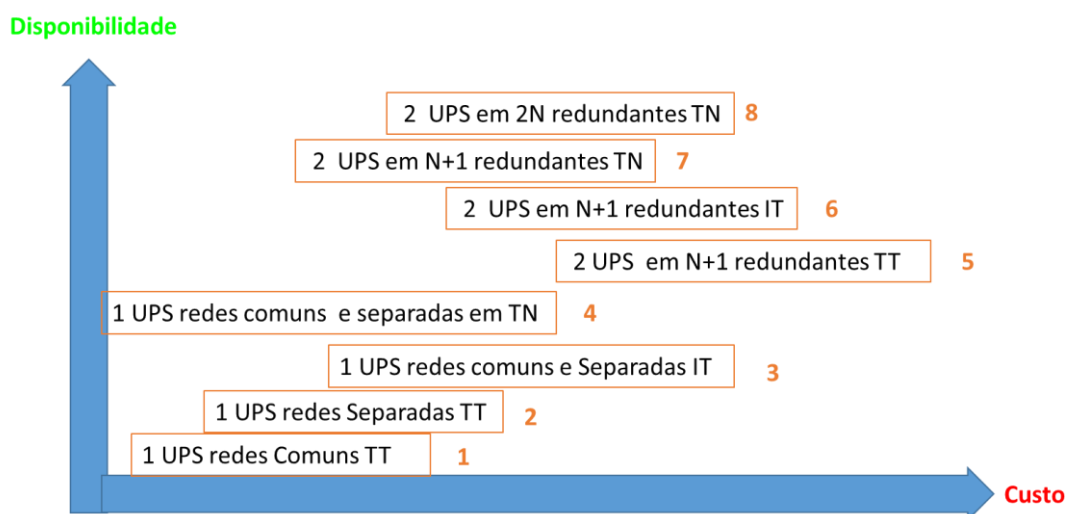 Disponibilidade
2 UPS em 2N redundantes TN 8
2 UPS em N+1 redundantes TN 7
2 UPS em N+1 redundantes IT 6
2 UPS em N+1 redundantes TT 5
1 UPS redes comuns e separadas em TN 4
1 UPS redes comuns e Separadas IT 3
1 UPS redes Separadas TT 2
1 UPS redes Comuns TT 1
Custo